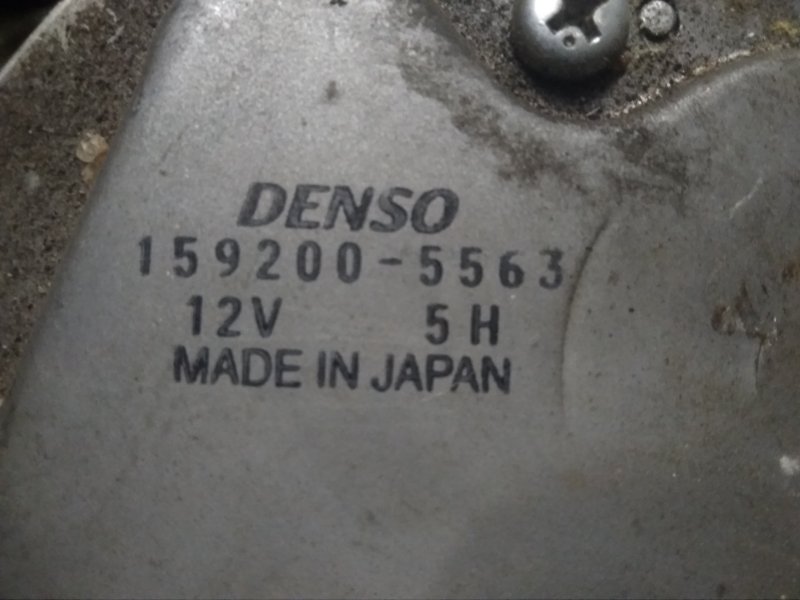 DENSO
159200-5563
12V 5H
MADE IN JAPAN